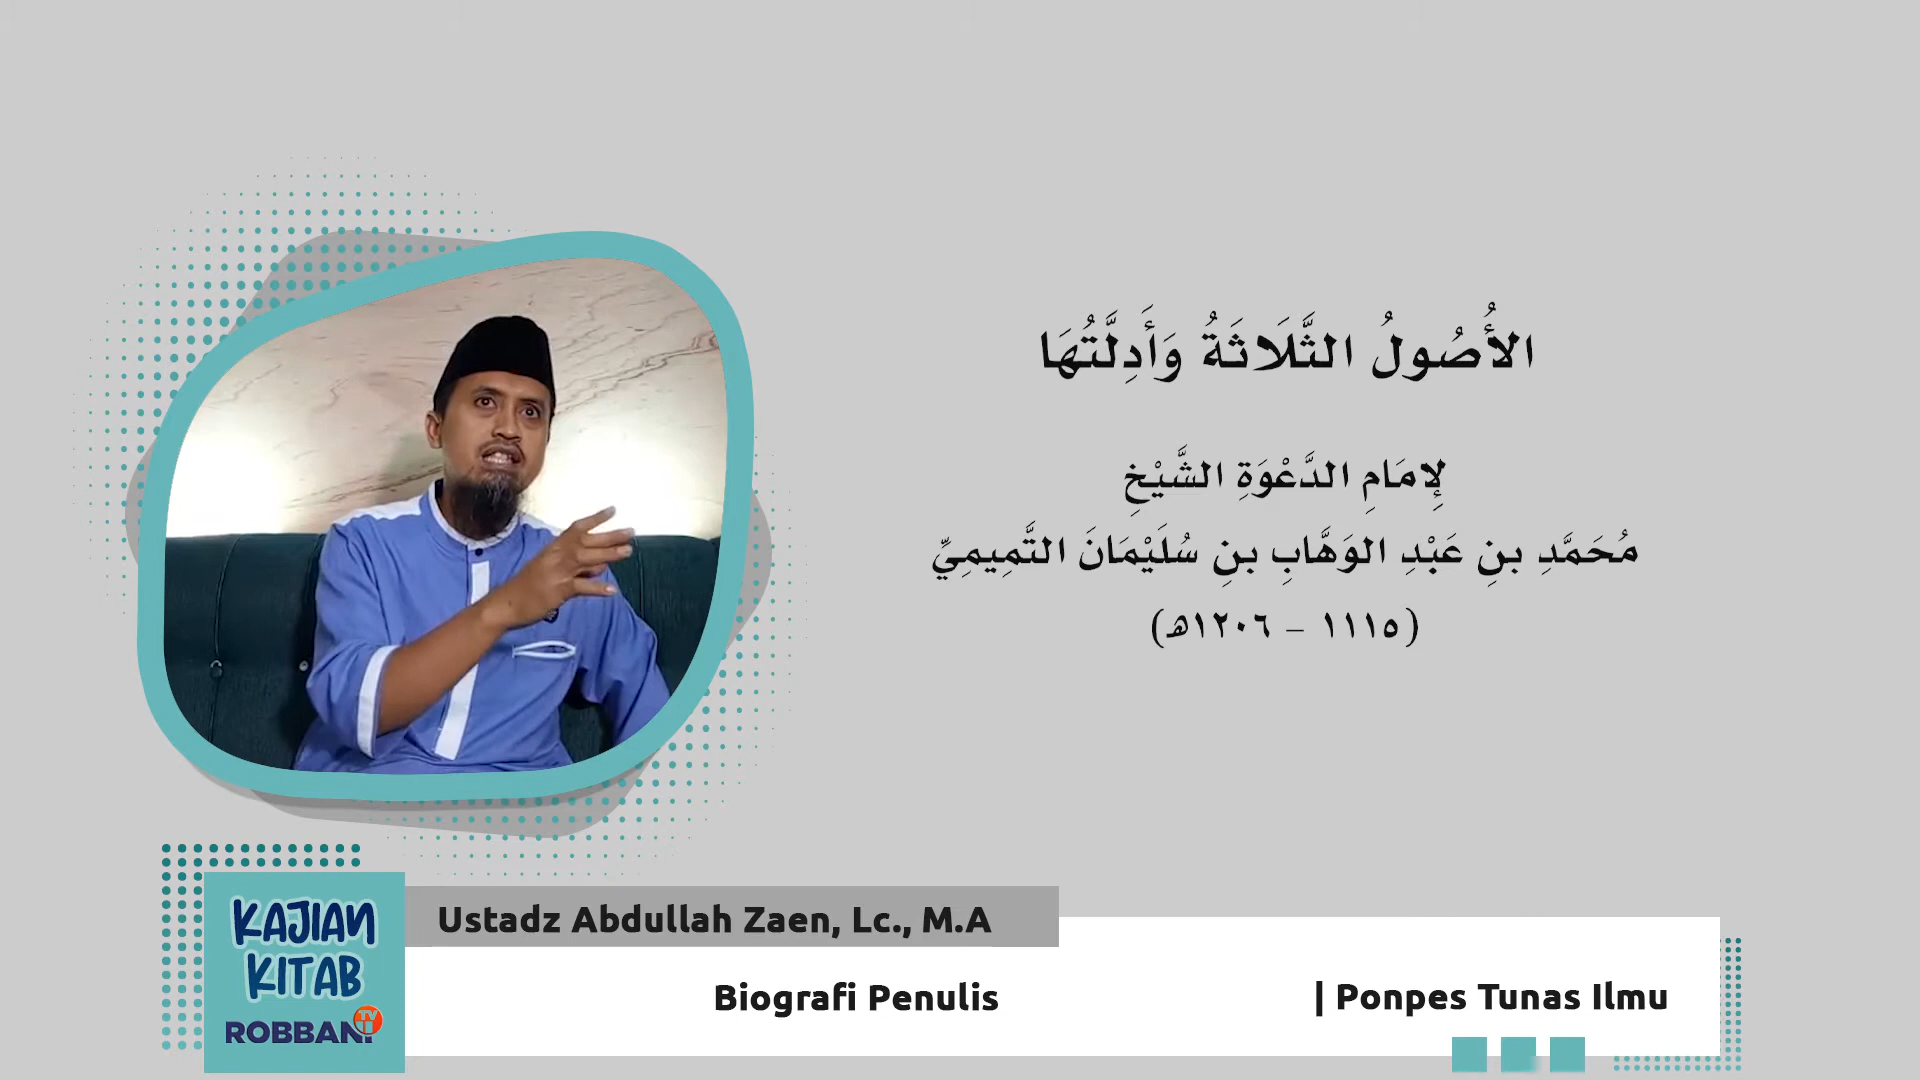 الأُصُولُ الثَّلَاثَةُ وَأَدِلَّتُهَا
لِإِمَامِ الدَّعْوَةِ الشَّيْخِ
مُحَمَّدِ بنِ عَبْدِ الوَهَّابِ بنِ سُلَيْمَانَ التَّمِيمِيِّ
(١١١٥ – ١٢٠٦هـ)
Ustadz Abdullah Zaen, Lc., M.A
KAJIAN
KITAB
ROBBANI TV
Biografi Penulis
| Ponpes Tunas Ilmu